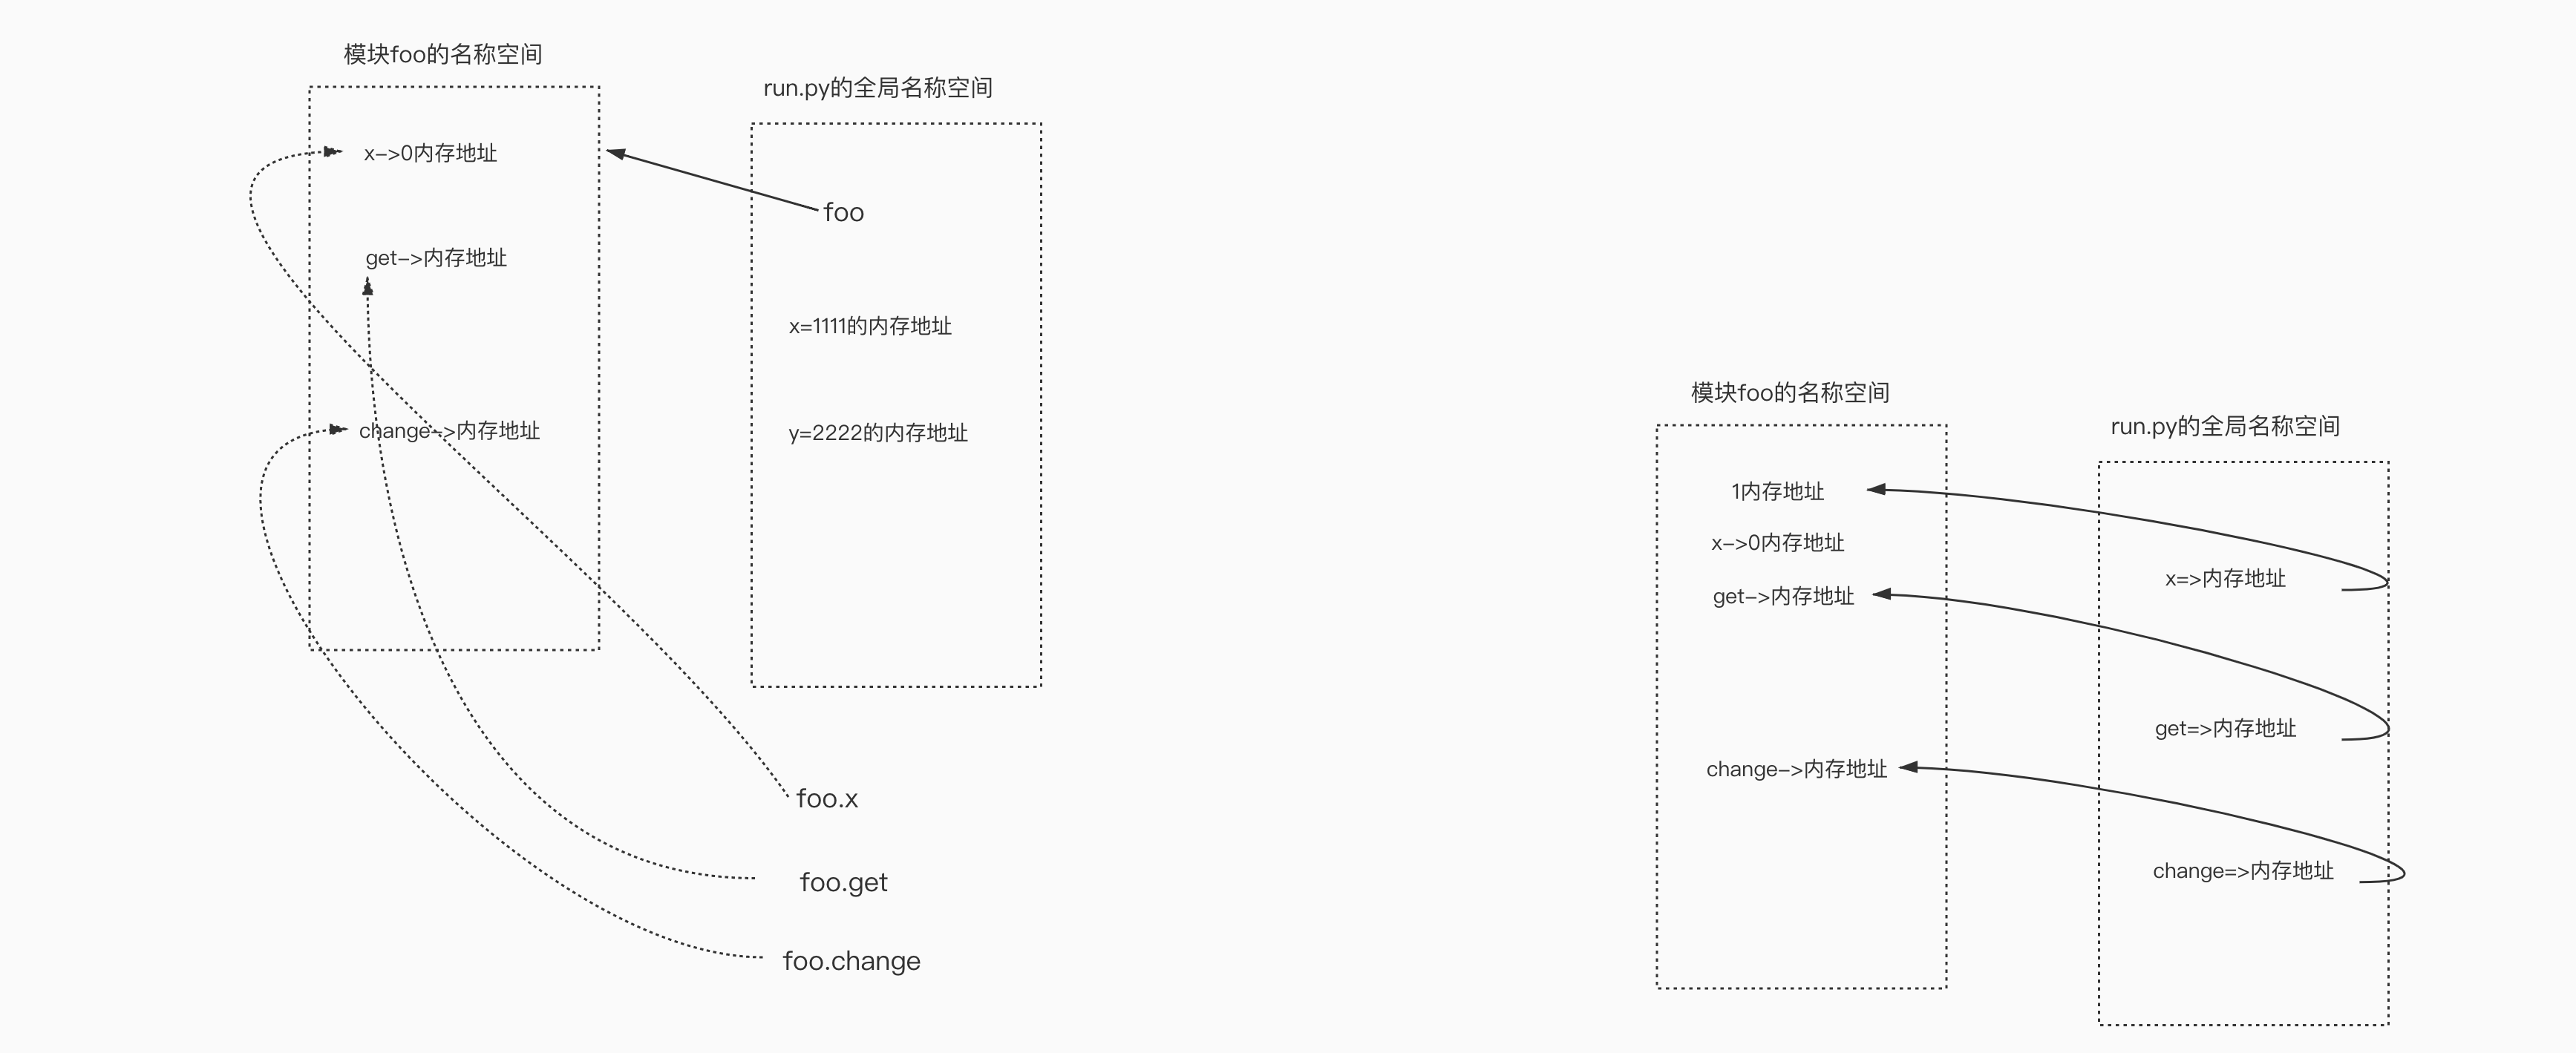 模块foo的名称空间
run.py的全局名称空间
x->0内存地址
foo
get->内存地址
x=1111的内存地址
change->内存地址
y=2222的内存地址
foo.x
foo.get
foo.change
模块foo的名称空间
run.py的全局名称空间
1内存地址
x->0内存地址
x=>内存地址
get->内存地址
get=>内存地址
change->内存地址
change=>内存地址